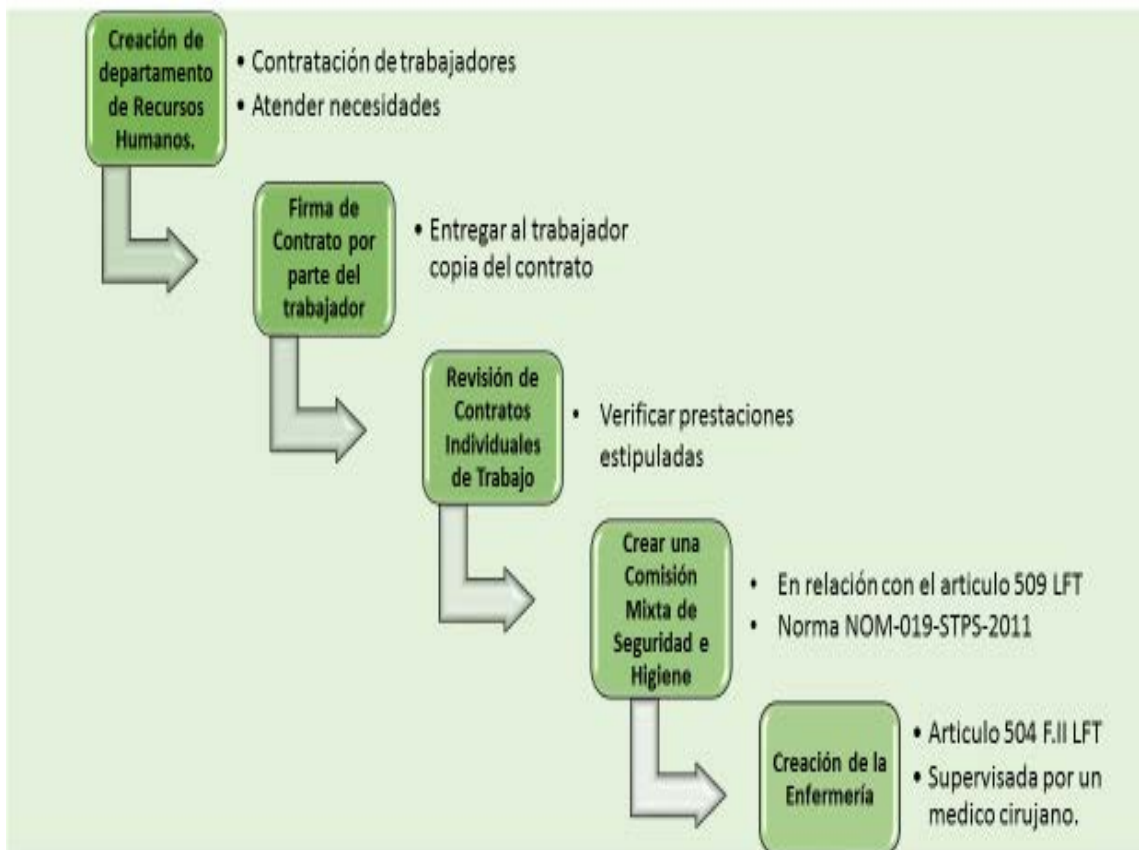 Creación de
departamento
de Recursos
Humanos.
• Contratación de trabajadores
• Atender necesidades
Firma de
Contrato por
parte del
trabajador
• Entregar al trabajador
copia del contrato
Revisión de
Contratos
Individuales
de Trabajo
• Verificar prestaciones
estipuladas
Crear una
Comisión
Mixta de
Seguridad e
Higiene
• En relación con el articulo 509 LFT
• Norma NOM-019-STPS-2011
Creación de la
Enfermería
• Articulo 504 F.II LFT
• Supervisada por un
medico cirujano.